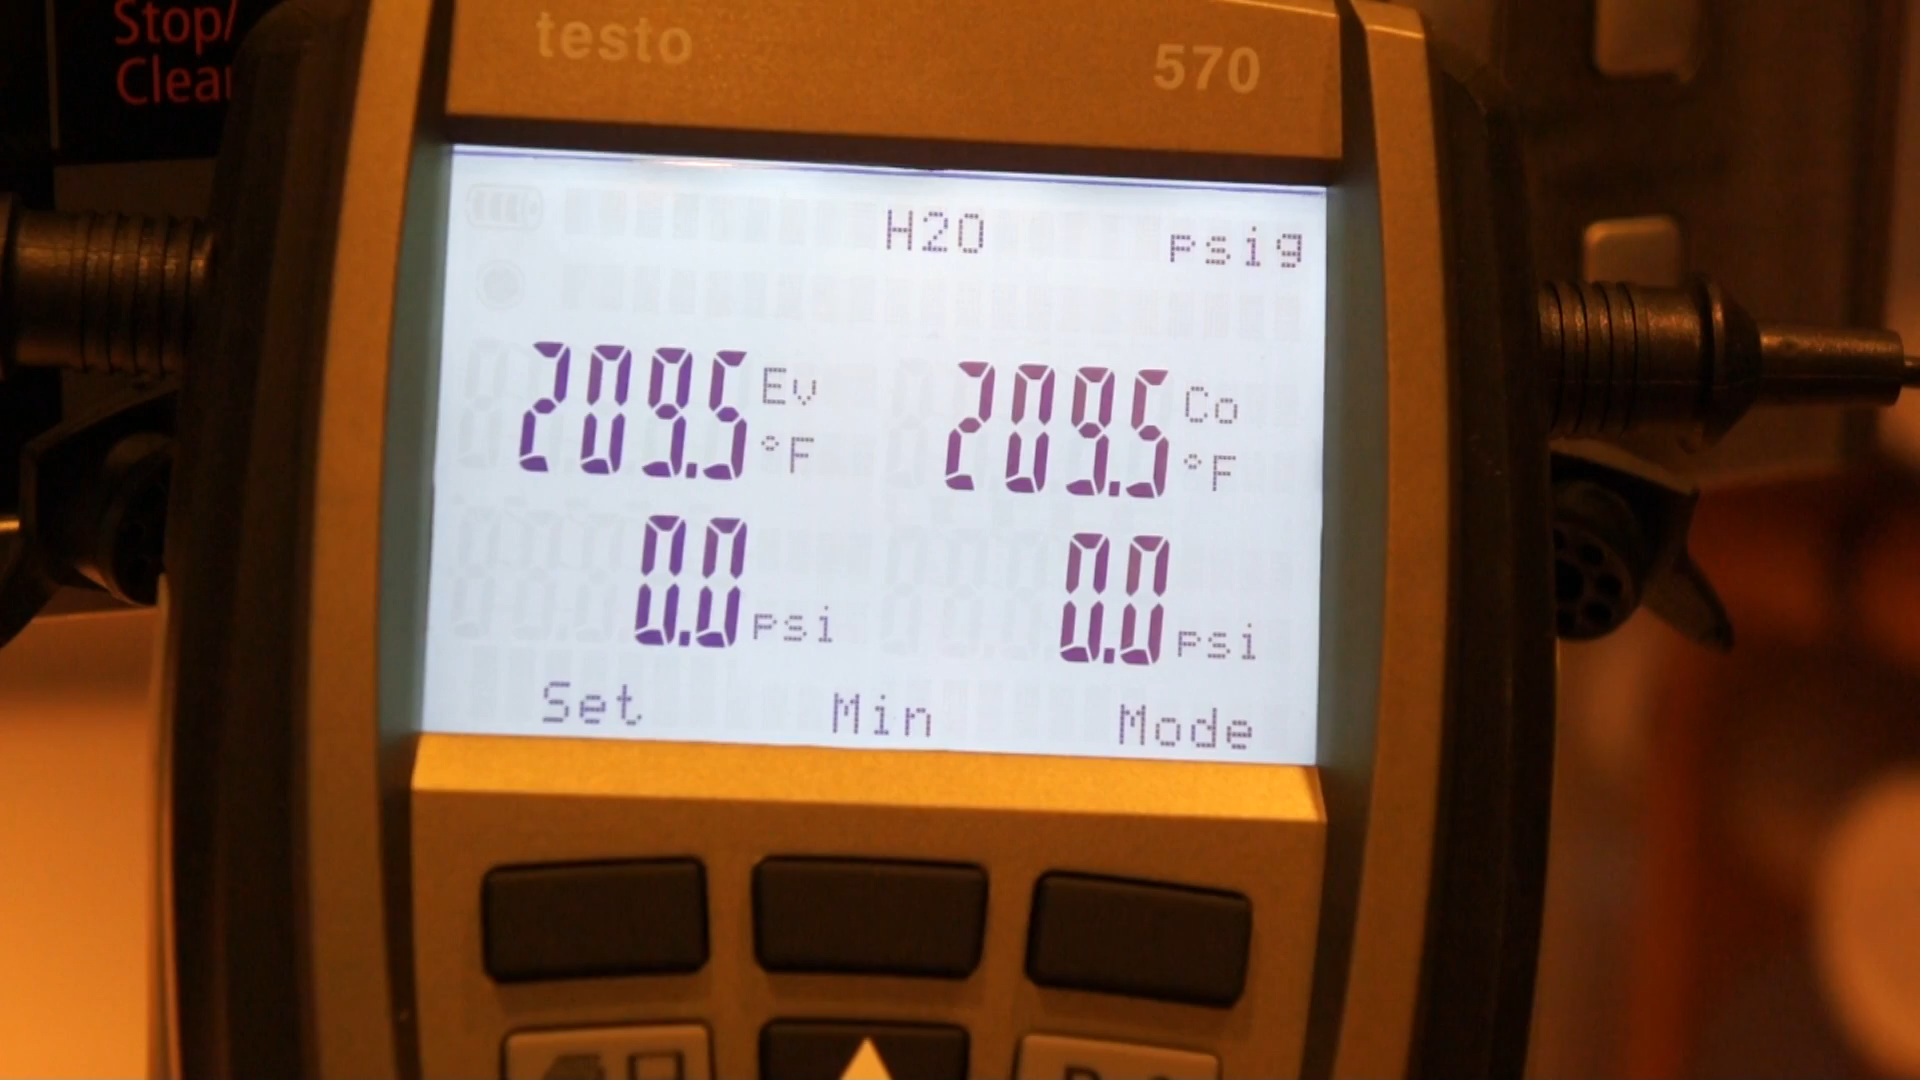 Stop/
Clear
testo 570
H2O psig
209.5 Ev °F 209.5 Co °F
0.0 psi 0.0 psi
Set Min Mode